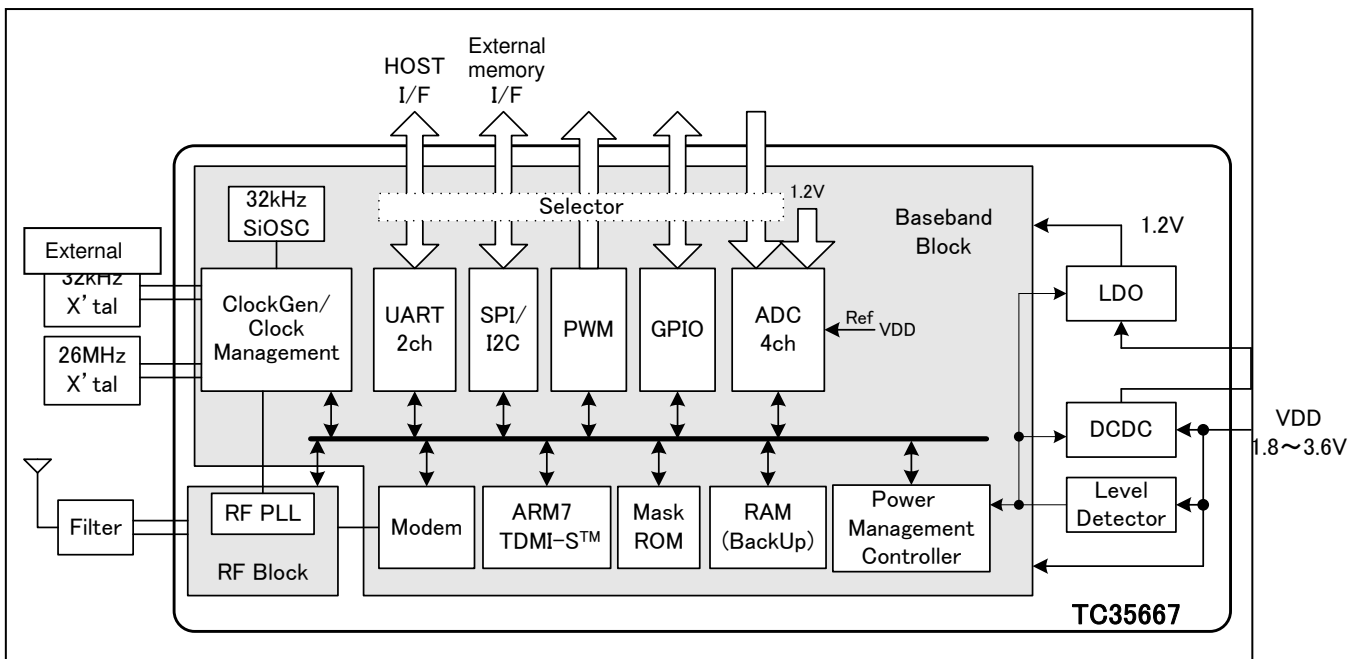 HOST
I/F
External
memory
I/F
32kHz
SiOSC
Selector
1.2V
Baseband
Block
1.2V
External
32kHz
X'tal
26MHz
X'tal
ClockGen/
Clock
Management
UART
2ch
SPI/
I2C
PWM
GPIO
ADC
4ch
Ref
VDD
LDO
DCDC
VDD
1.8～3.6V
Level
Detector
Filter
RF PLL
RF Block
Modem
ARM7
TDMI-S™
Mask
ROM
RAM
(BackUp)
Power
Management
Controller
TC35667